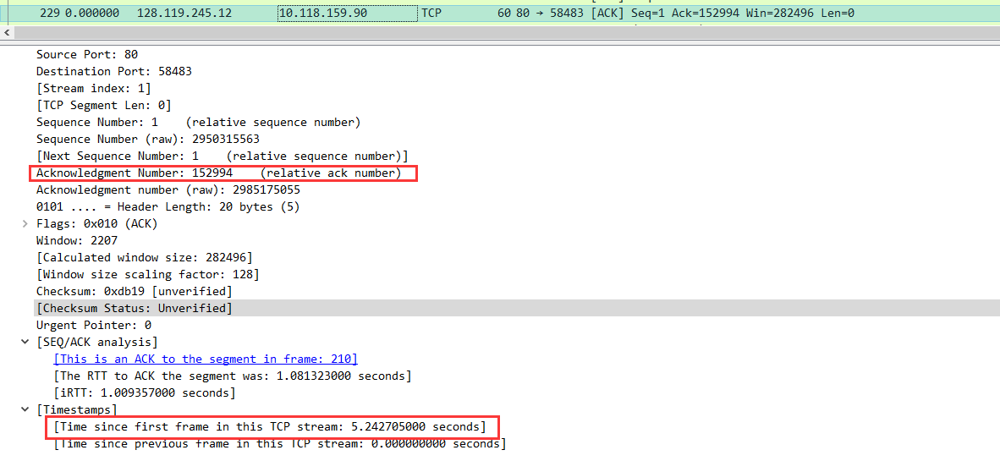 229 0.000000 128.119.245.12 10.118.159.90 TCP 60 80 → 58483 [ACK] Seq=1 Ack=152994 Win=282496 Len=0
Source Port: 80
Destination Port: 58483
[Stream index: 1]
[TCP Segment Len: 0]
Sequence Number: 1    (relative sequence number)
Sequence Number (raw): 2950315563
[Next Sequence Number: 1    (relative sequence number)]
Acknowledgment Number: 152994    (relative ack number)
Acknowledgment number (raw): 2985175055
0101 .... = Header Length: 20 bytes (5)
Flags: 0x010 (ACK)
Window: 2207
[Calculated window size: 282496]
[Window size scaling factor: 128]
Checksum: 0xdb19 [unverified]
[Checksum Status: Unverified]
Urgent Pointer: 0
[SEQ/ACK analysis]
[This is an ACK to the segment in frame: 210]
[The RTT to ACK the segment was: 1.081323000 seconds]
[iRTT: 1.009357000 seconds]
[Timestamps]
[Time since first frame in this TCP stream: 5.242705000 seconds]
[Time since previous frame in this TCP stream: 0.000000000 seconds]